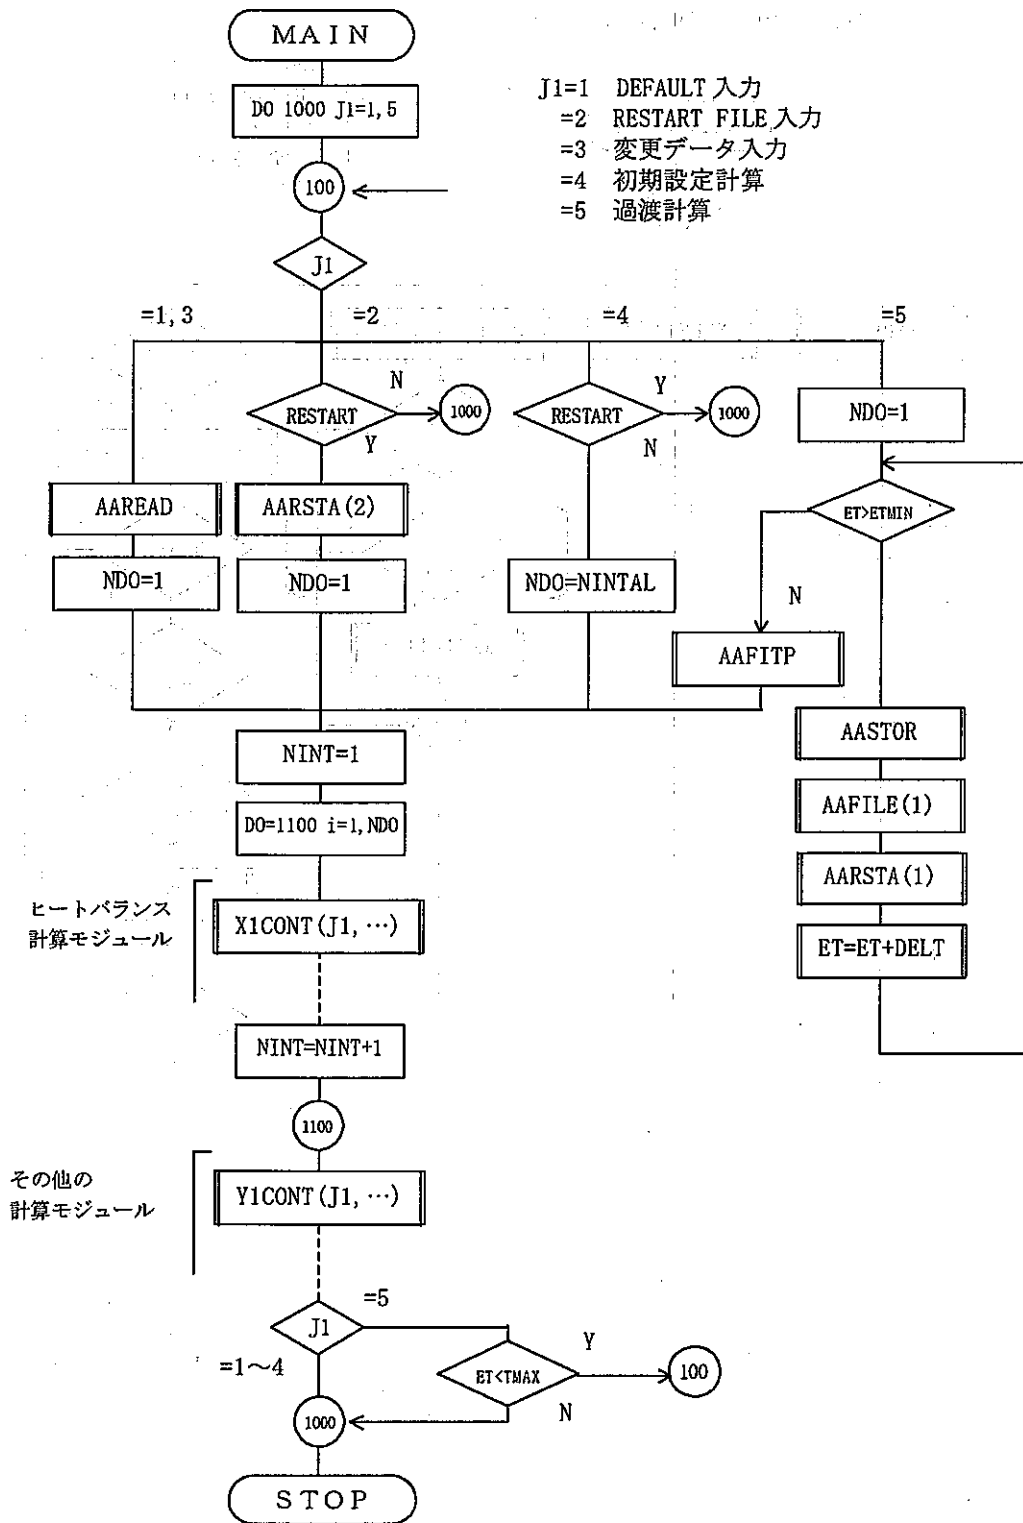 MAIN
DO 1000 J1=1,5
J1=1 DEFAULT 入力
=2 RESTART FILE 入力
=3 変更データ入力
=4 初期設定計算
=5 過渡計算
100
J1
=1,3
=2
=4
=5
RESTART
N
Y
1000
RESTART
Y
N
1000
NDO=1
ET>ETMIN
N
AAREAD
AARSTA(2)
NDO=1
NDO=1
NDO=NINTAL
AAFITP
AASTOR
AAFILE(1)
AARSTA(1)
ET=ET+DELT
NINT=1
DO=1100 i=1,NDO
ヒートバランス
計算モジュール
X1CONT(J1,…)
NINT=NINT+1
1100
その他の
計算モジュール
Y1CONT(J1,…)
J1
=5
=1～4
ET<TMAX
Y
N
100
1000
STOP